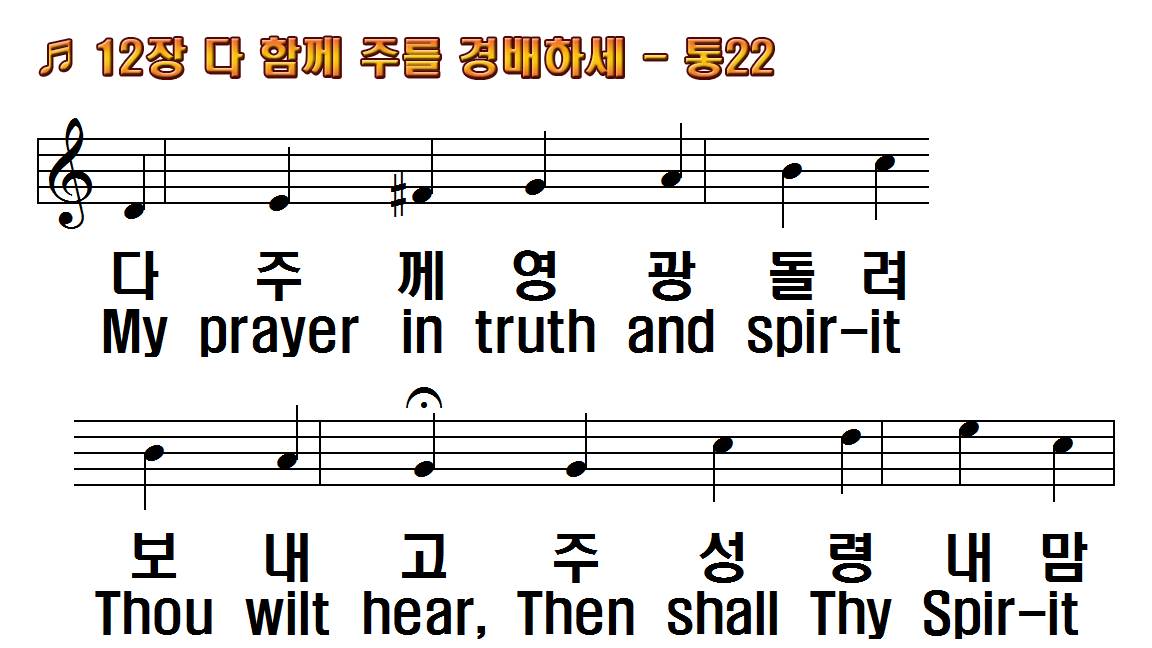 ♬ 12장 다 함께 주를 경배하세 - 통22
다 주 께 영 광 돌 려
My prayer in truth and spir-it
보 내 고 주 성 령 내 맘
Thou wilt hear, Then shall Thy Spir-it